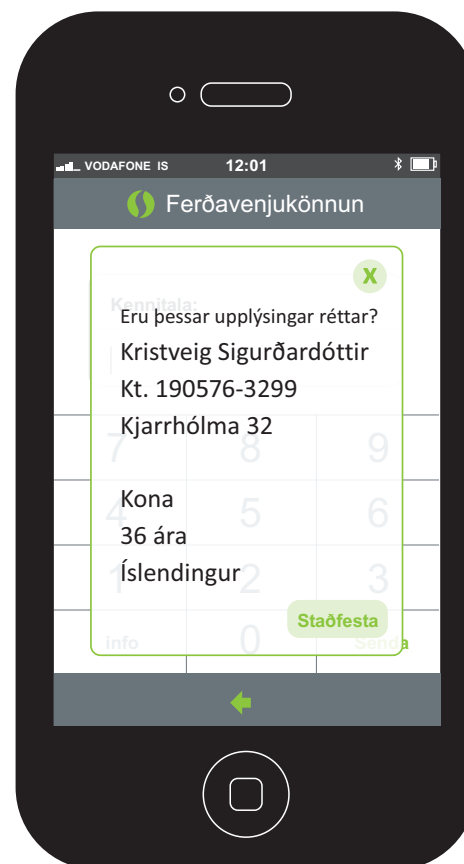 VODAFONE IS 12:01
Ferðavenjukönnun
X
Kennitala:
Eru þessar upplýsingar réttar?
Kristveig Sigurðardóttir
Kt. 190576-3299
Kjarrhólma 32
7 8 9
Kona
4 5 6
36 ára
Íslendingur
1 2 3
Staðfesta
info 0 Senda